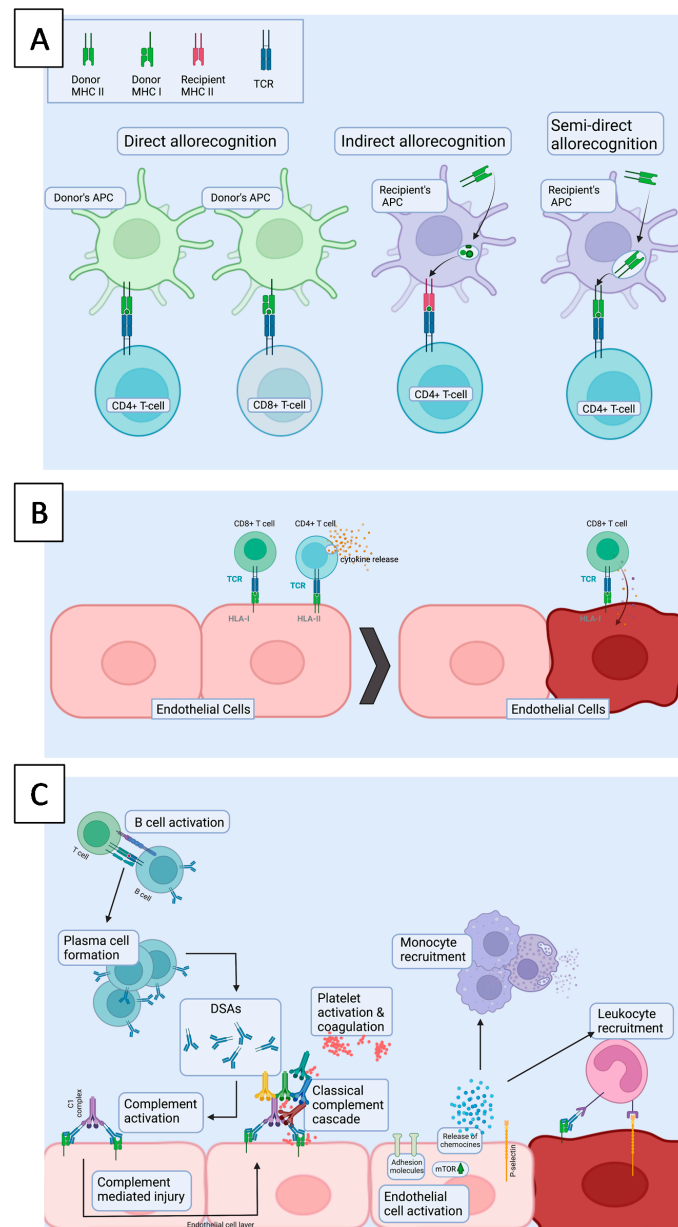 A
Donor
MHC II
Donor
MHC I
Recipient
MHC II
TCR
Direct allorecognition
Indirect allorecognition
Semi-direct
allorecognition
Donor's APC
Donor's APC
Recipient's
APC
Recipient's
APC
CD4+ T-cell
CD8+ T-cell
CD4+ T-cell
CD4+ T-cell
B
CD8+ T cell
CD4+ T cell
cytokine release
TCR
TCR
HLA-I
HLA-II
Endothelial Cells
CD8+ T cell
TCR
HLA-I
Endothelial Cells
C
B cell activation
T cell
B cell
Plasma cell
formation
DSAs
Platelet
activation &
coagulation
Monocyte
recruitment
Leukocyte
recruitment
C1
complex
Complement
activation
Classical
complement
cascade
Complement
mediated injury
Endothelial cell layer
Adhesion
molecules
Release of
chemocines
mTOR
P-selectin
Endothelial
cell activation